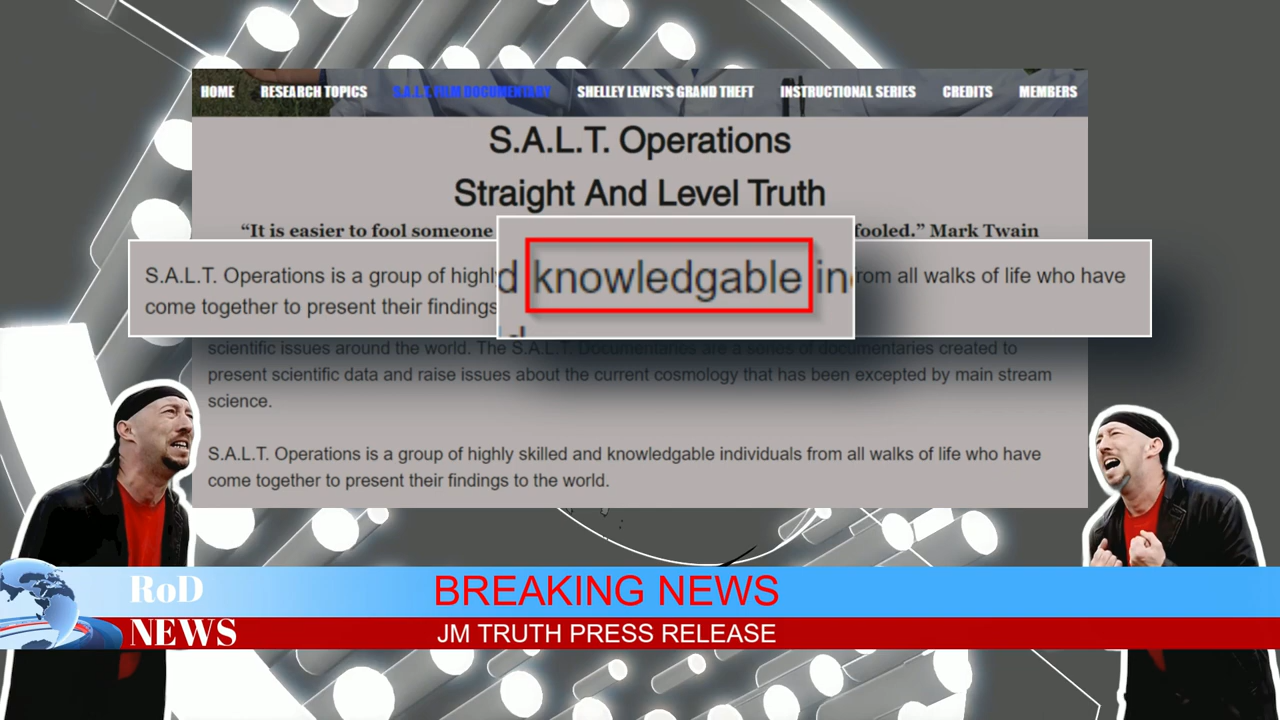 HOME RESEARCH TOPICS S.A.L.T. FILM DOCUMENTARY SHELLEY LEWIS'S GRAND THEFT INSTRUCTIONAL SERIES CREDITS MEMBERS
S.A.L.T. Operations
Straight And Level Truth
“It is easier to fool someone fooled.” Mark Twain
S.A.L.T. Operations is a group of highl d knowledgable in from all walks of life who have
come together to present their findings
scientific issues around the world. The S.A.L.T. Documentaries are a series of documentaries created to
present scientific data and raise issues about the current cosmology that has been excepted by main stream
science.
S.A.L.T. Operations is a group of highly skilled and knowledgable individuals from all walks of life who have
come together to present their findings to the world.
RoD
NEWS
BREAKING NEWS
JM TRUTH PRESS RELEASE